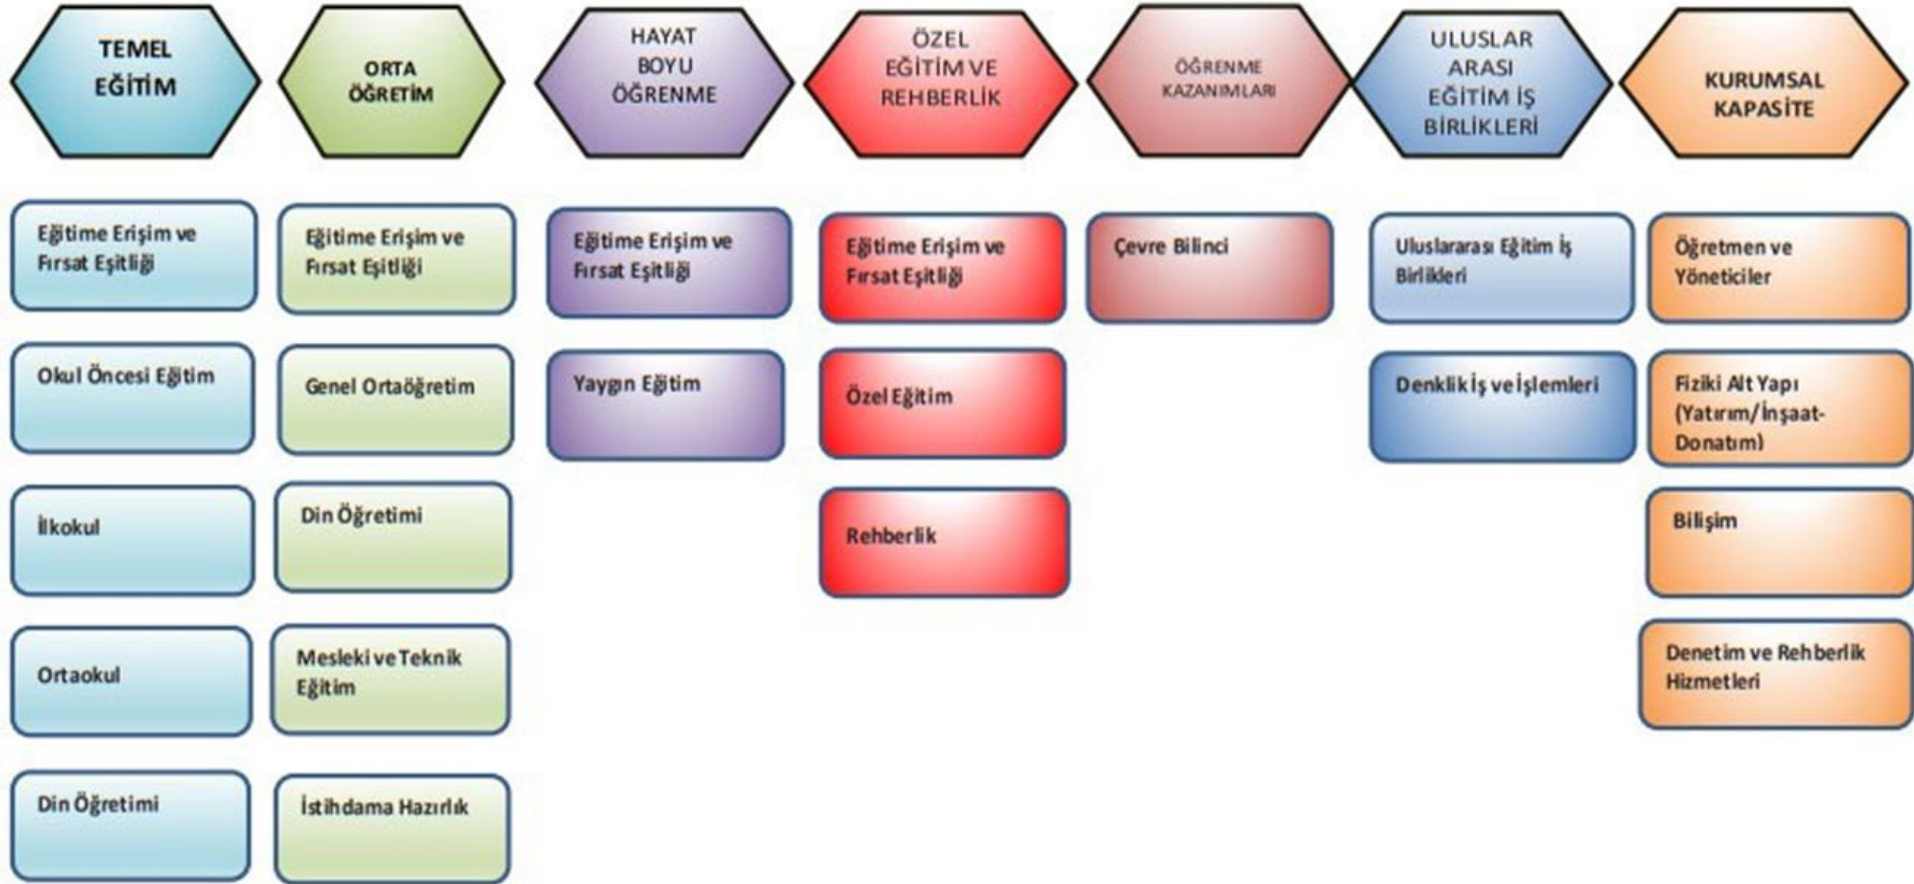 TEMEL
EĞİTİM
ORTA
ÖĞRETİM
HAYAT
BOYU
ÖĞRENME
ÖZEL
EĞİTİM VE
REHBERLİK
ÖĞRENME
KAZANIMLARI
ULUSLAR
ARASI
EĞİTİM İŞ
BİRLİKLERİ
KURUMSAL
KAPASİTE
Eğitime Erişim ve
Fırsat Eşitliği
Eğitime Erişim ve
Fırsat Eşitliği
Eğitime Erişim ve
Fırsat Eşitliği
Eğitime Erişim ve
Fırsat Eşitliği
Çevre Bilinci
Uluslararası Eğitim İş
Birlikleri
Öğretmen ve
Yöneticiler
Okul Öncesi Eğitim
Genel Ortaöğretim
Yaygın Eğitim
Özel Eğitim
Denklik İş ve İşlemleri
Fiziki Alt Yapı
(Yatırım/İnşaat-
Donatım)
İlkokul
Din Öğretimi
Rehberlik
Bilişim
Ortaokul
Mesleki ve Teknik
Eğitim
Denetim ve Rehberlik
Hizmetleri
Din Öğretimi
İstihdama Hazırlık